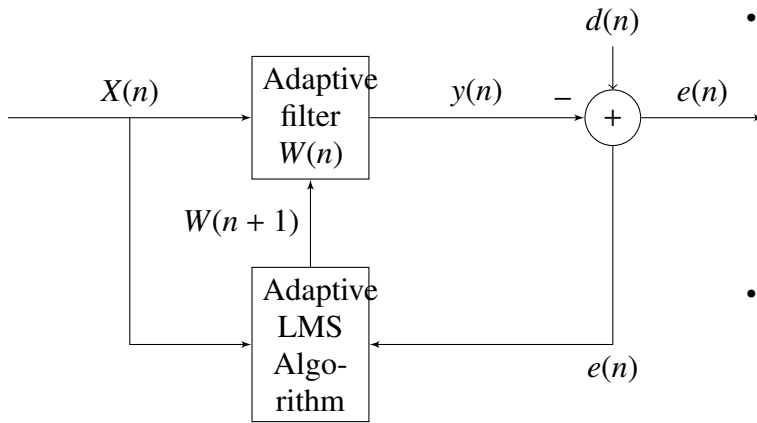 d(n)
X(n)
Adaptive
filter
W(n)
y(n)
−
+
e(n)
W(n + 1)
Adaptive
LMS
Algo-
rithm
e(n)